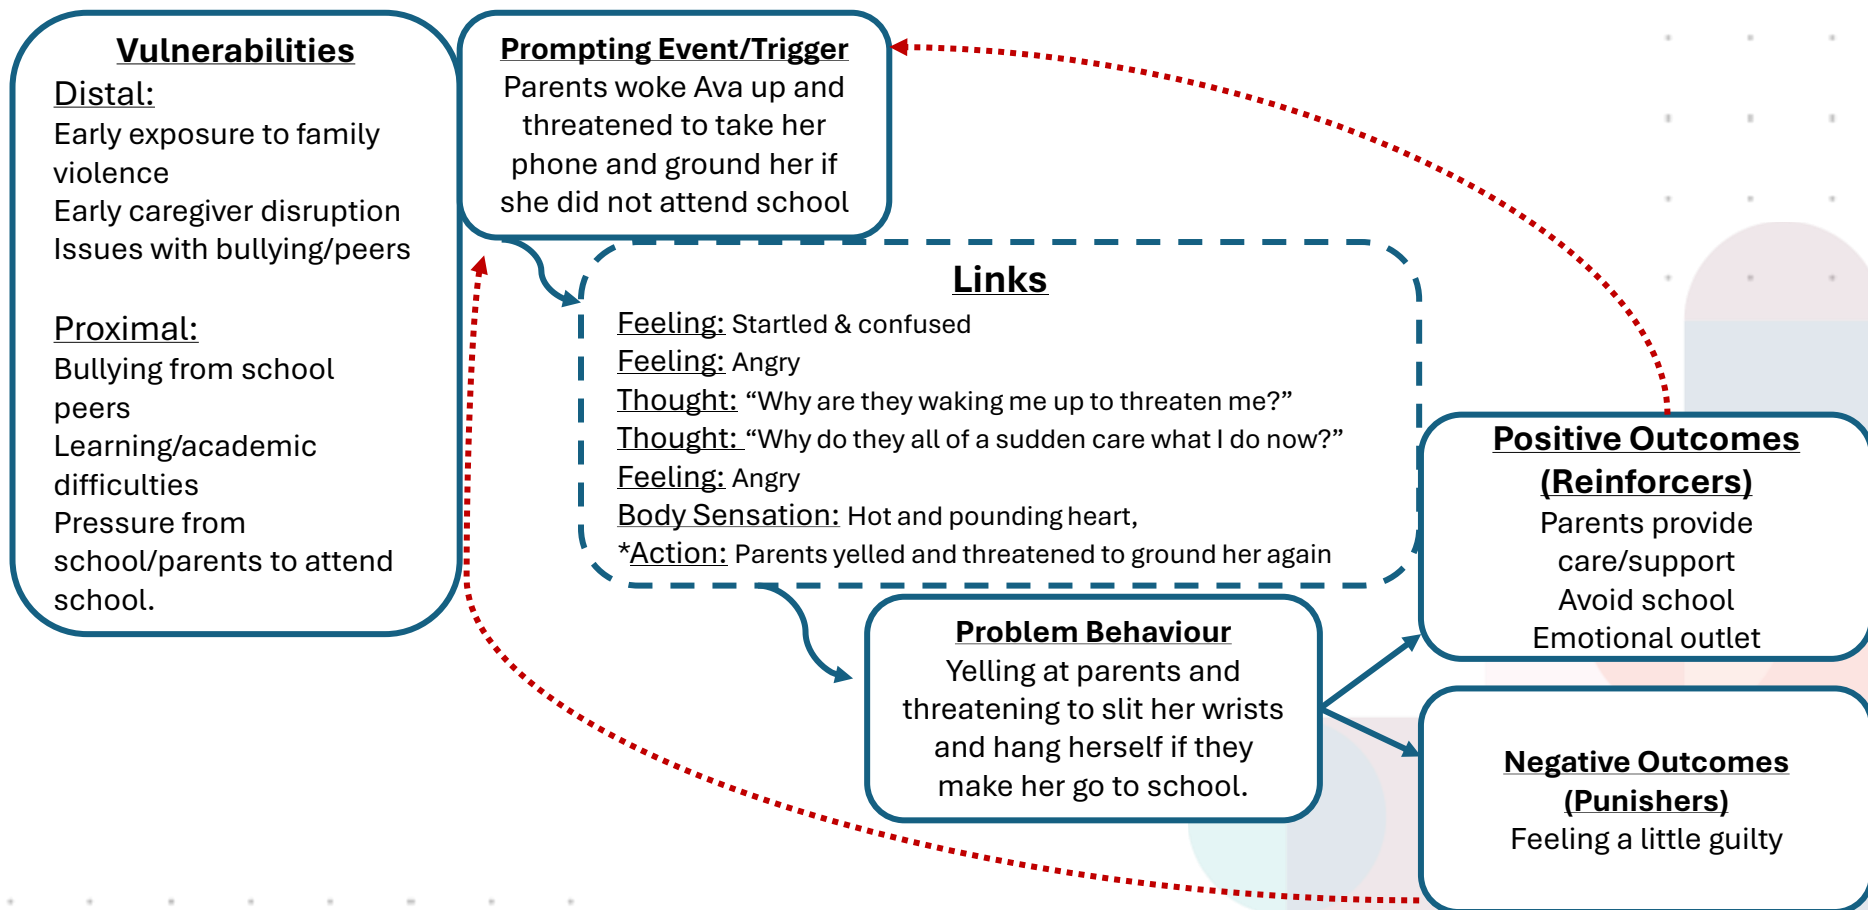 Vulnerabilities
Distal:
Early exposure to family
violence
Early caregiver disruption
Issues with bullying/peers
Proximal:
Bullying from school
peers
Learning/academic
difficulties
Pressure from
school/parents to attend
school.
Prompting Event/Trigger
Parents woke Ava up and
threatened to take her
phone and ground her if
she did not attend school
Links
Feeling: Startled & confused
Feeling: Angry
Thought: “Why are they waking me up to threaten me?”
Thought: “Why do they all of a sudden care what I do now?”
Feeling: Angry
Body Sensation: Hot and pounding heart,
*Action: Parents yelled and threatened to ground her again
Problem Behaviour
Yelling at parents and
threatening to slit her wrists
and hang herself if they
make her go to school.
Positive Outcomes
(Reinforcers)
Parents provide
care/support
Avoid school
Emotional outlet
Negative Outcomes
(Punishers)
Feeling a little guilty